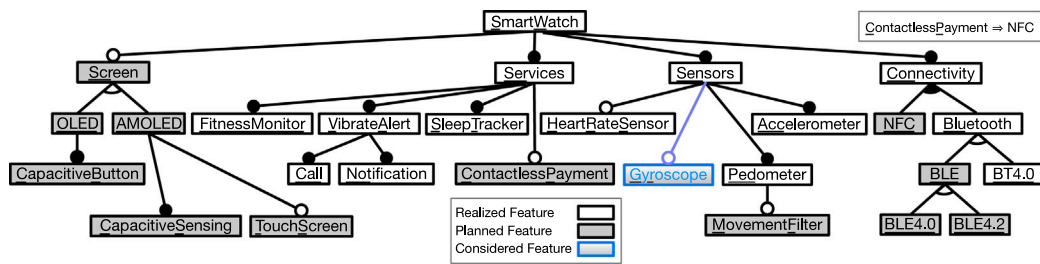 SmartWatch
ContactlessPayment ⇒ NFC
Screen
Services
Sensors
Connectivity
OLED
AMOLED
FitnessMonitor
VibrateAlert
SleepTracker
HeartRateSensor
Accelerometer
NFC
Bluetooth
CapacitiveButton
Call
Notification
ContactlessPayment
Gyroscope
Pedometer
BLE
BT4.0
CapacitiveSensing
TouchScreen
MovementFilter
BLE4.0
BLE4.2
Realized Feature
Planned Feature
Considered Feature